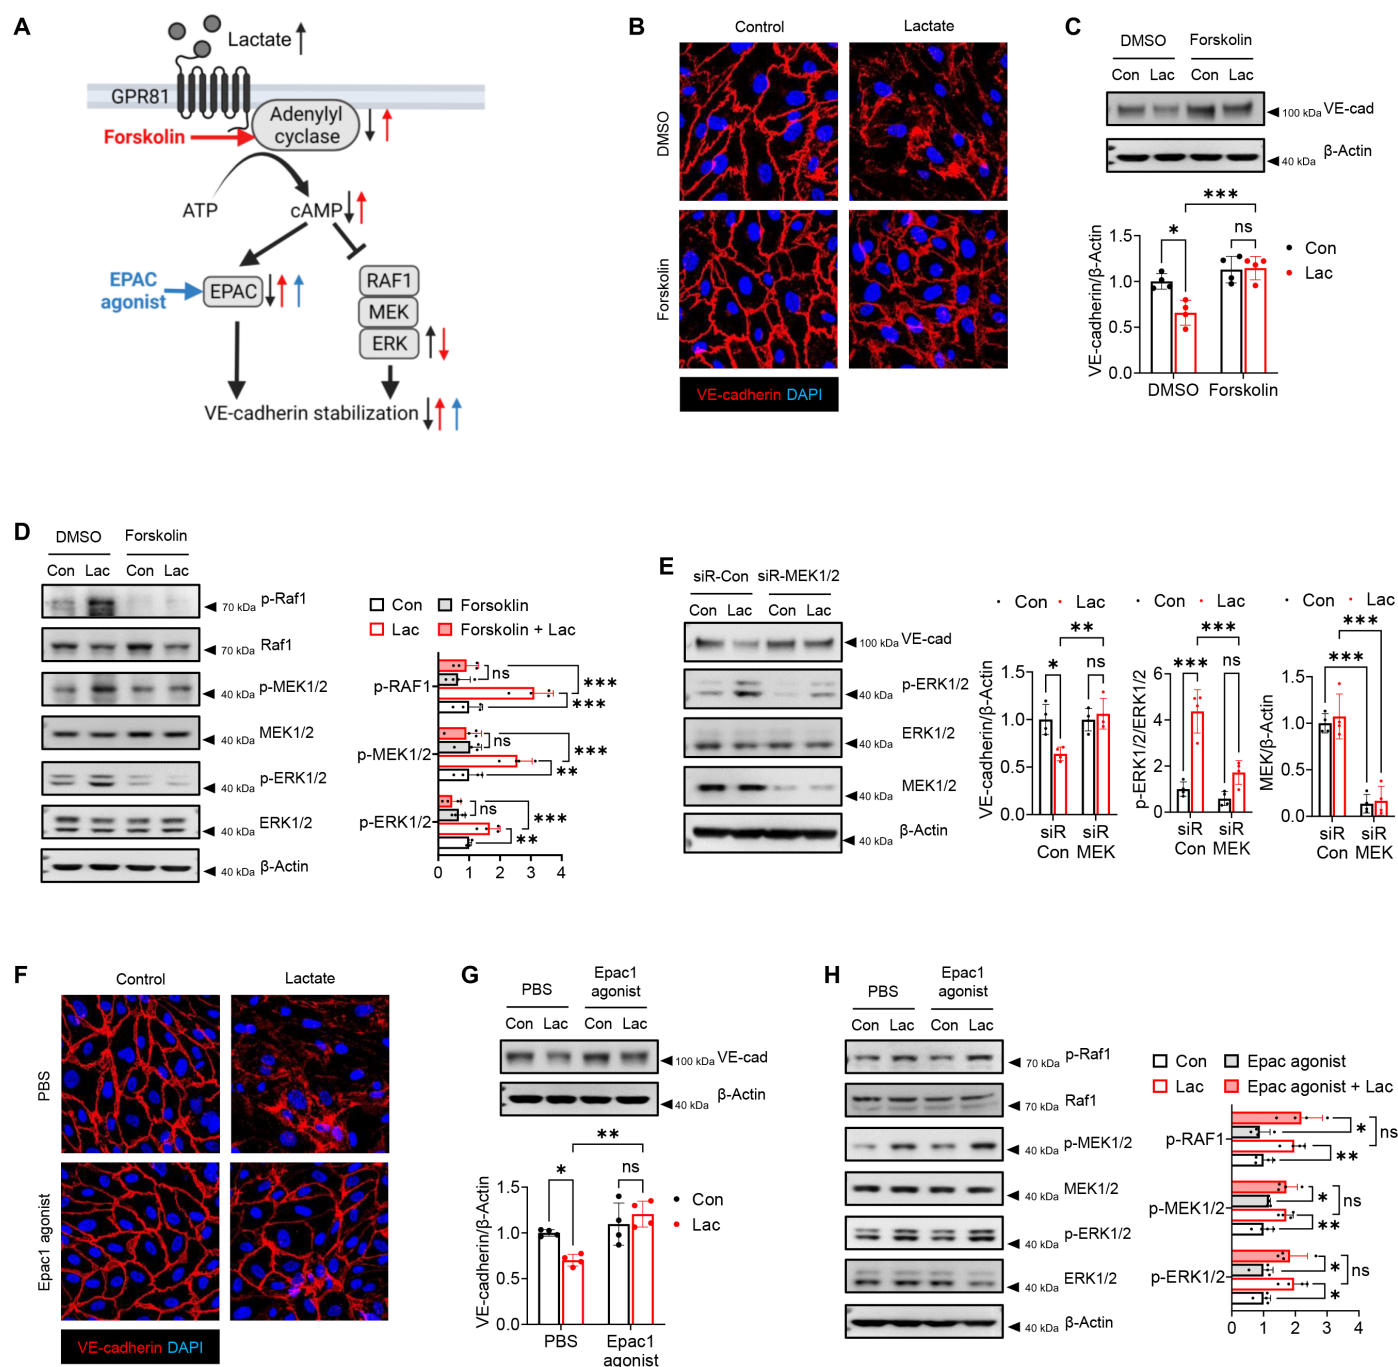 A
Lactate
GPR81
Adenylyl
cyclase
Forskolin
ATP
cAMP
EPAC
agonist
EPAC
RAF1
MEK
ERK
VE-cadherin stabilization
B
Control
Lactate
DMSO
Forskolin
VE-cadherin DAPI
C
DMSO
Forskolin
Con Lac Con Lac
100 kDa VE-cad
40 kDa β-Actin
***
*
ns
Con
Lac
VE-cadherin/β-Actin
1.5
1.0
0.5
0.0
DMSO Forskolin
D
DMSO
Forskolin
Con Lac Con Lac
70 kDa p-Raf1
70 kDa Raf1
40 kDa p-MEK1/2
40 kDa MEK1/2
40 kDa p-ERK1/2
40 kDa ERK1/2
40 kDa β-Actin
Con
Forsoklin
Lac
Forskolin + Lac
p-RAF1
ns
***
***
p-MEK1/2
ns
***
**
p-ERK1/2
ns
***
**
0 1 2 3 4
E
siR-Con
siR-MEK1/2
Con Lac Con Lac
100 kDa VE-cad
40 kDa p-ERK1/2
40 kDa ERK1/2
40 kDa MEK1/2
40 kDa β-Actin
Con Lac
**
*
ns
VE-cadherin/β-Actin
1.5
1.0
0.5
0.0
siR
Con
siR
MEK
Con Lac
***
***
ns
p-ERK1/2/ERK1/2
6
4
2
0
siR
Con
siR
MEK
Con Lac
***
***
MEK/β-Actin
1.5
1.0
0.5
0.0
siR
Con
siR
MEK
F
Control
Lactate
PBS
Epac1 agonist
VE-cadherin DAPI
G
PBS
Epac1
agonist
Con Lac Con Lac
100 kDa VE-cad
40 kDa β-Actin
**
*
ns
Con
Lac
VE-cadherin/β-Actin
1.5
1.0
0.5
0.0
PBS
Epac1
agonist
H
PBS
Epac1
agonist
Con Lac Con Lac
70 kDa p-Raf1
70 kDa Raf1
40 kDa p-MEK1/2
40 kDa MEK1/2
40 kDa p-ERK1/2
40 kDa ERK1/2
40 kDa β-Actin
Con
Epac agonist
Lac
Epac agonist + Lac
p-RAF1
*
ns
**
p-MEK1/2
*
ns
**
p-ERK1/2
*
ns
*
0 1 2 3 4